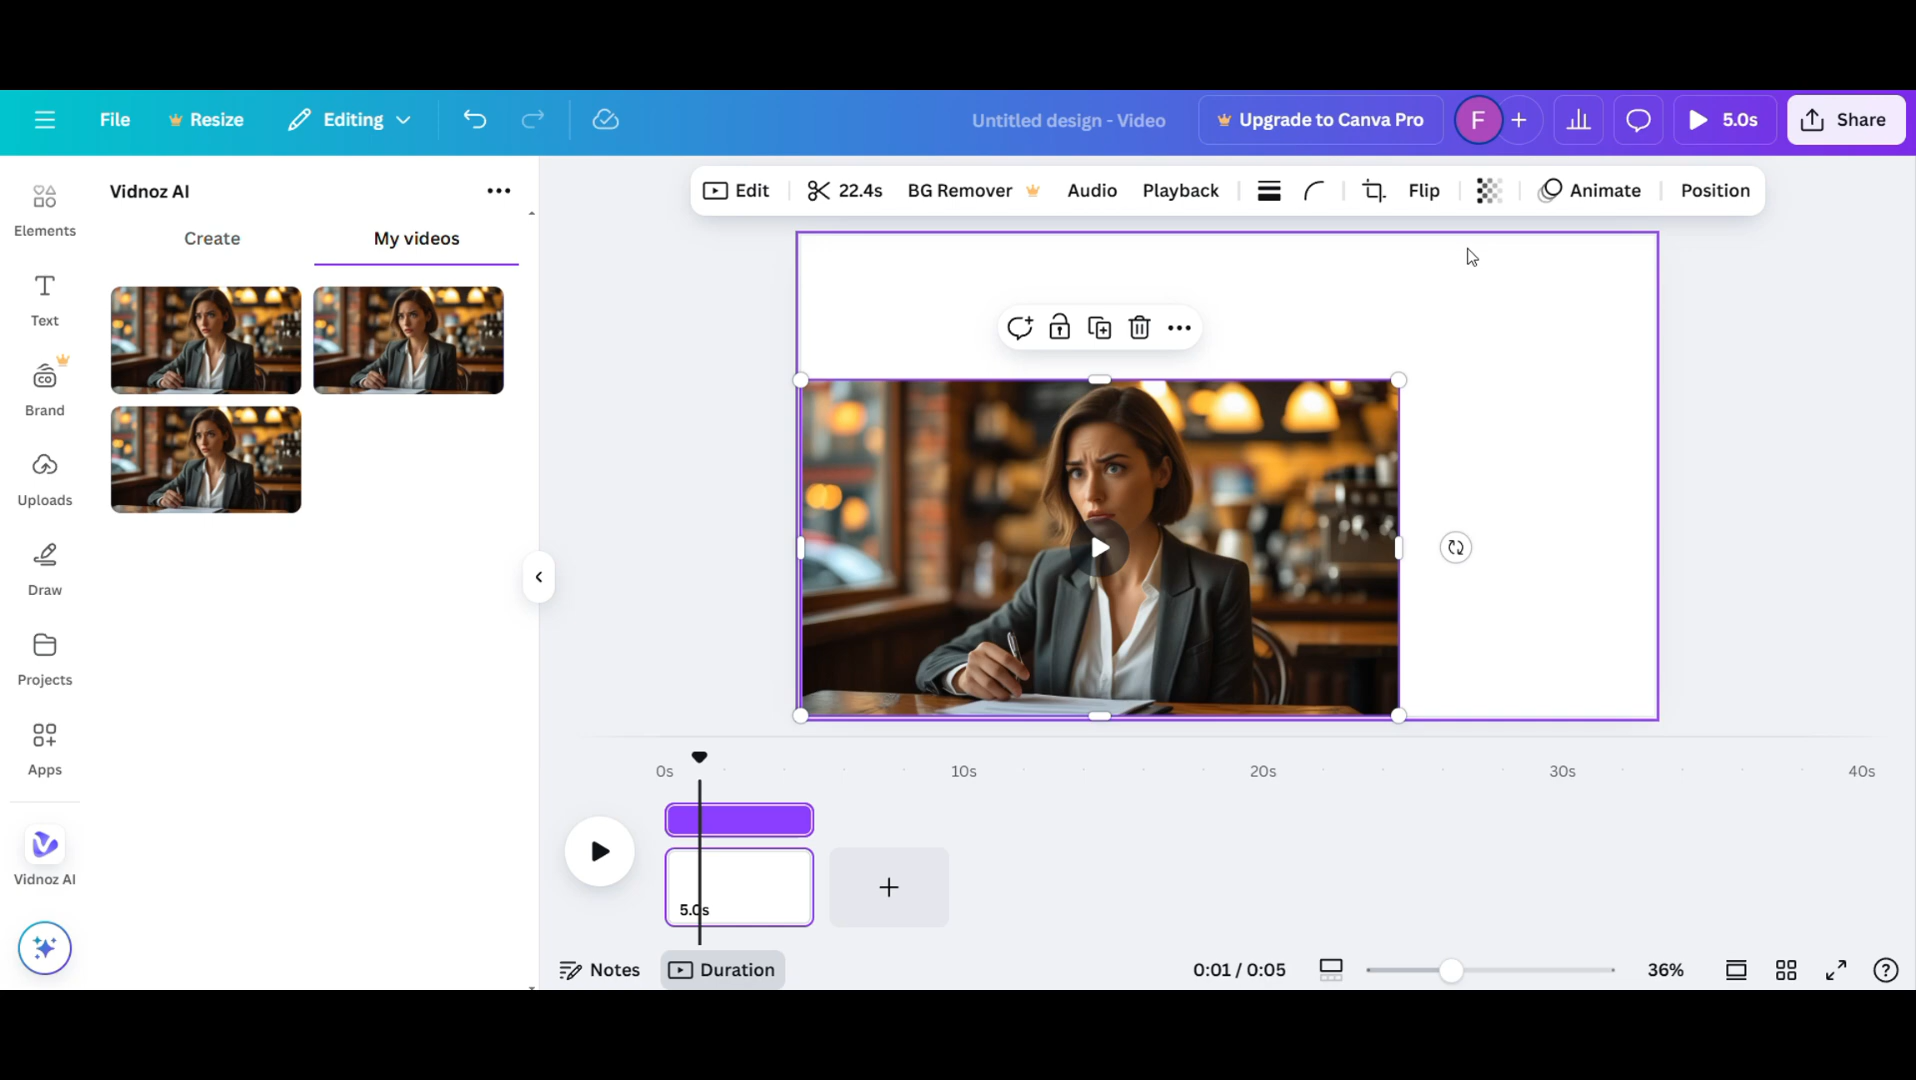 File
Resize
Editing
Untitled design - Video
Upgrade to Canva Pro
F
5.0s
Share
Elements
Text
Brand
CO
Uploads
Draw
Projects
Apps
Vidnoz AI
Vidnoz AI
Create
My videos
Edit
22.4s
BG Remover
Audio
Playback
Flip
Animate
Position
0s
10s
20s
30s
40s
5.0s
Notes
Duration
0:01 / 0:05
36%